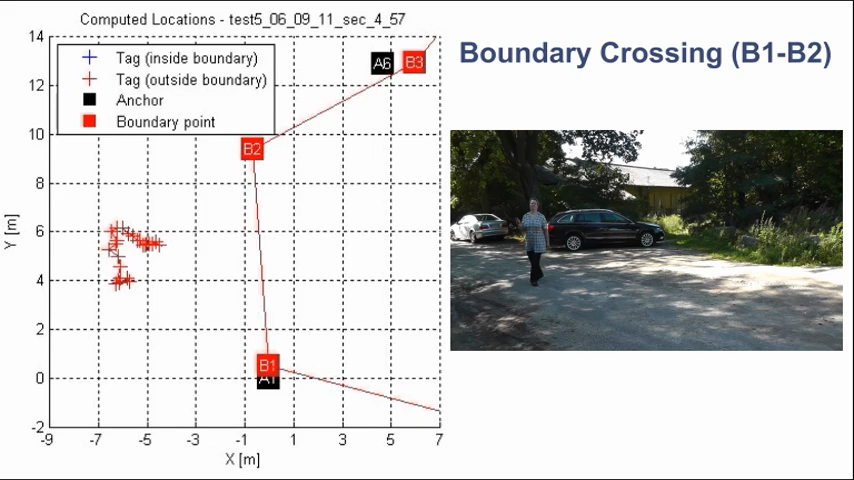 Computed Locations - test5_06_09_11_sec_4_57
Boundary Crossing (B1-B2)
Tag (inside boundary)
Tag (outside boundary)
Anchor
Boundary point
A6
B3
B2
B1
A1
14
12
10
8
6
4
2
0
-2
Y [m]
-9 -7 -5 -3 -1 1 3 5 7
X [m]